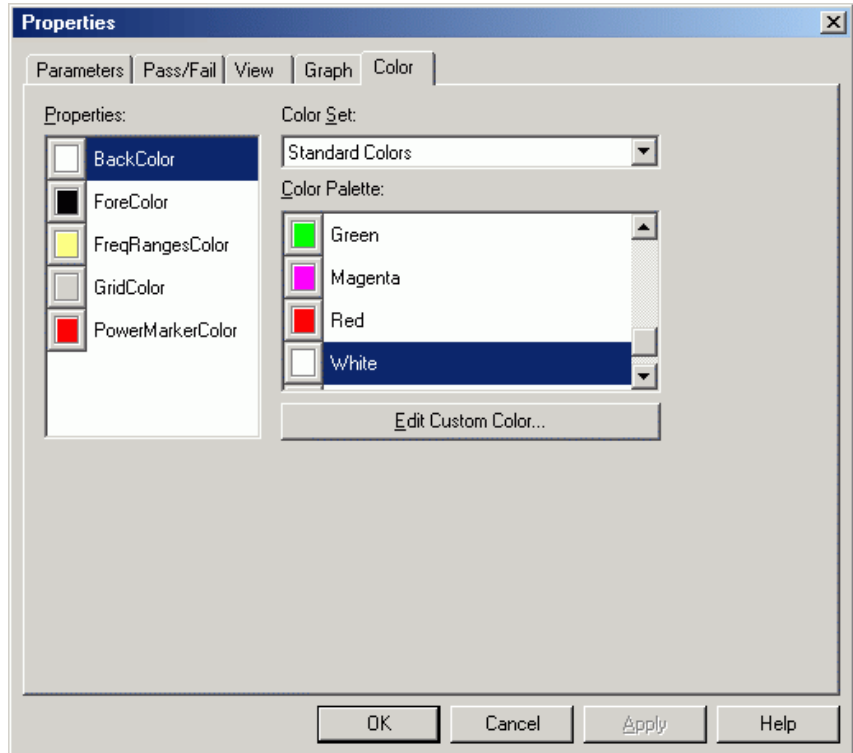 Properties
Parameters Pass/Fail View Graph Color
Properties:
BackColor
ForeColor
FreqRangesColor
GridColor
PowerMarkerColor
Color Set:
Standard Colors
Color Palette:
Green
Magenta
Red
White
Edit Custom Color...
OK Cancel Apply Help